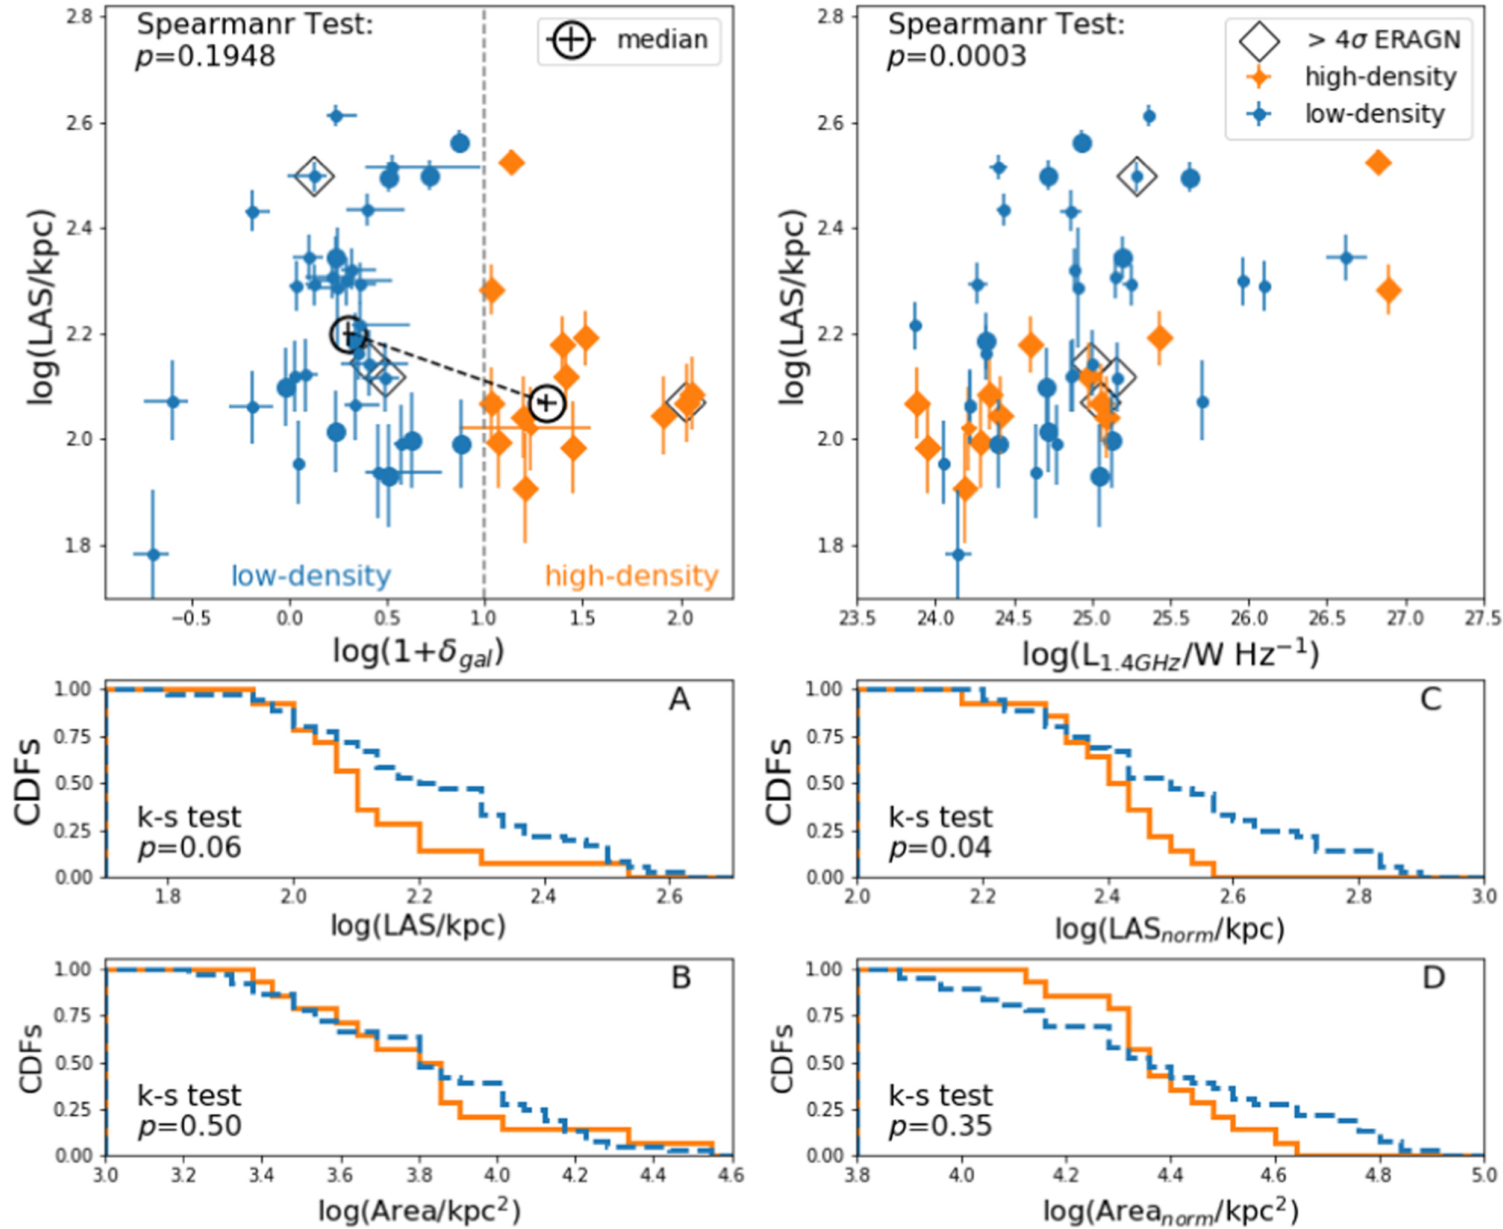 Spearmanr Test:
p=0.1948
median
log(LAS/kpc)
2.8
2.6
2.4
2.2
2.0
1.8
low-density
high-density
−0.5 0.0 0.5 1.0 1.5 2.0
log(1+δgal)
Spearmanr Test:
p=0.0003
> 4σ ERAGN
high-density
low-density
log(LAS/kpc)
2.8
2.6
2.4
2.2
2.0
1.8
23.5 24.0 24.5 25.0 25.5 26.0 26.5 27.0 27.5
log(L1.4GHz/W Hz−1)
A
CDFs
1.00
0.75
0.50
0.25
0.00
k-s test
p=0.06
1.8 2.0 2.2 2.4 2.6
log(LAS/kpc)
C
CDFs
1.00
0.75
0.50
0.25
0.00
k-s test
p=0.04
2.0 2.2 2.4 2.6 2.8 3.0
log(LASnorm/kpc)
B
CDFs
1.00
0.75
0.50
0.25
0.00
k-s test
p=0.50
3.0 3.2 3.4 3.6 3.8 4.0 4.2 4.4 4.6
log(Area/kpc2)
D
CDFs
1.00
0.75
0.50
0.25
0.00
k-s test
p=0.35
3.8 4.0 4.2 4.4 4.6 4.8 5.0
log(Areanorm/kpc2)